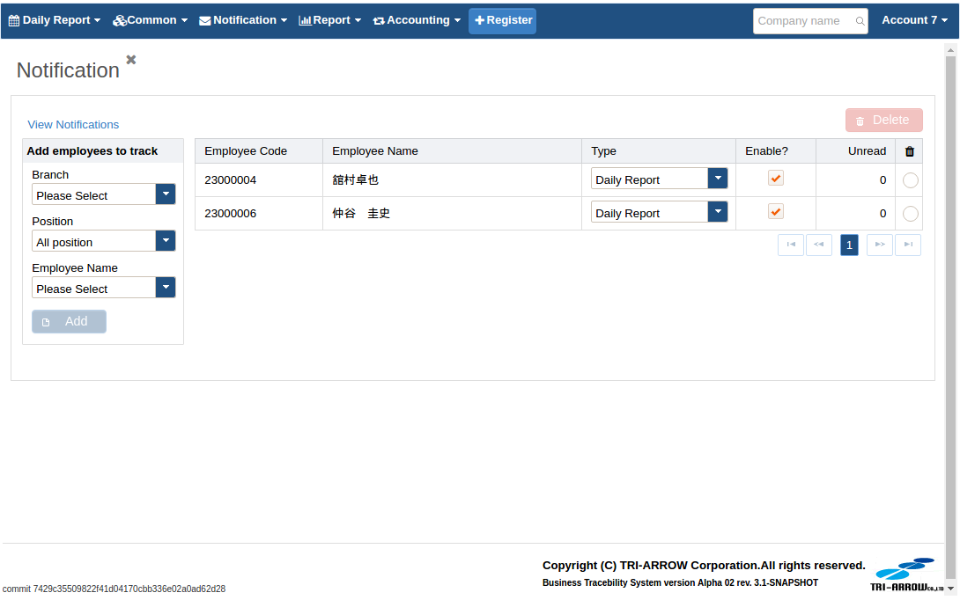 Daily Report Common Notification Report Accounting Register Company name Account 7
Notification
View Notifications
Delete
Add employees to track
Branch
Please Select
Position
All position
Employee Name
Please Select
Add
Employee Code Employee Name Type Enable? Unread
23000004 舘村卓也 Daily Report 0
23000006 仲谷　圭史 Daily Report 0
1
Copyright (C) TRI-ARROW Corporation.All rights reserved.
Business Tracebility System version Alpha 02 rev. 3.1-SNAPSHOT
TRI-ARROW CO.,LTD
commit 7429c35509822f41d04170cbb336e02a0ad62d28